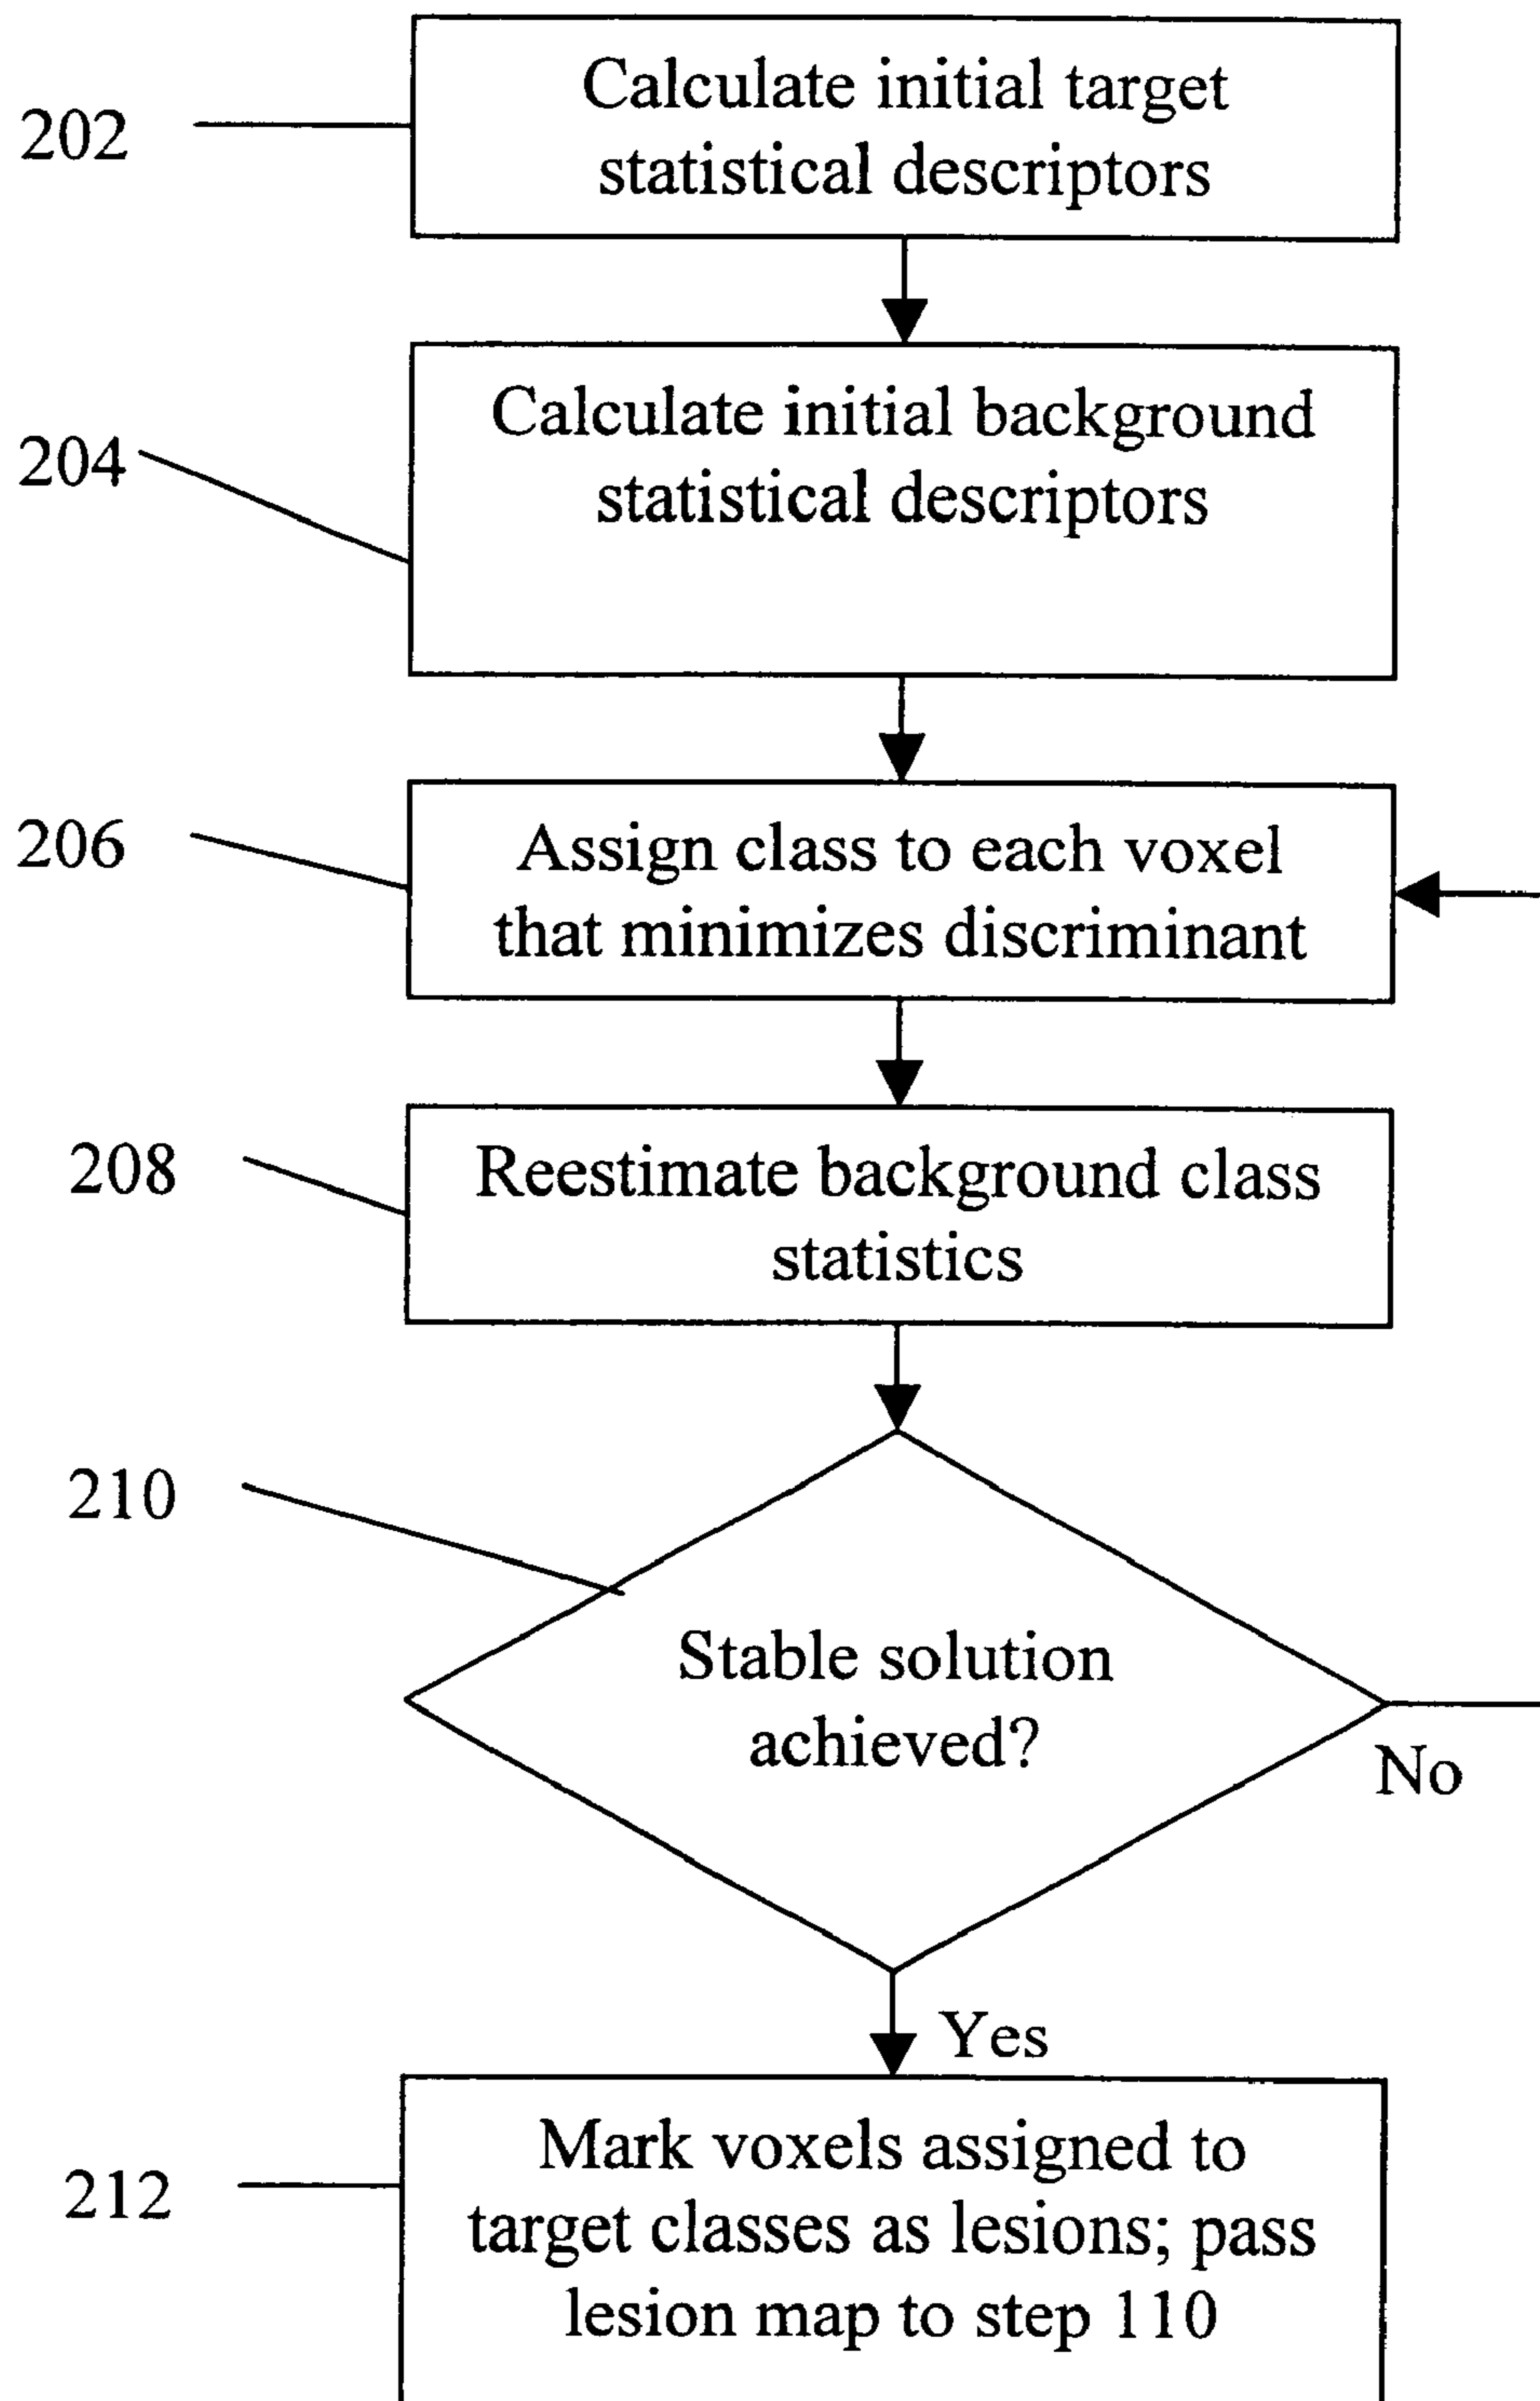 202
Calculate initial target
statistical descriptors
204
Calculate initial background
statistical descriptors
206
Assign class to each voxel
that minimizes discriminant
208
Reestimate background class
statistics
210
Stable solution
achieved?
No
Yes
212
Mark voxels assigned to
target classes as lesions; pass
lesion map to step 110